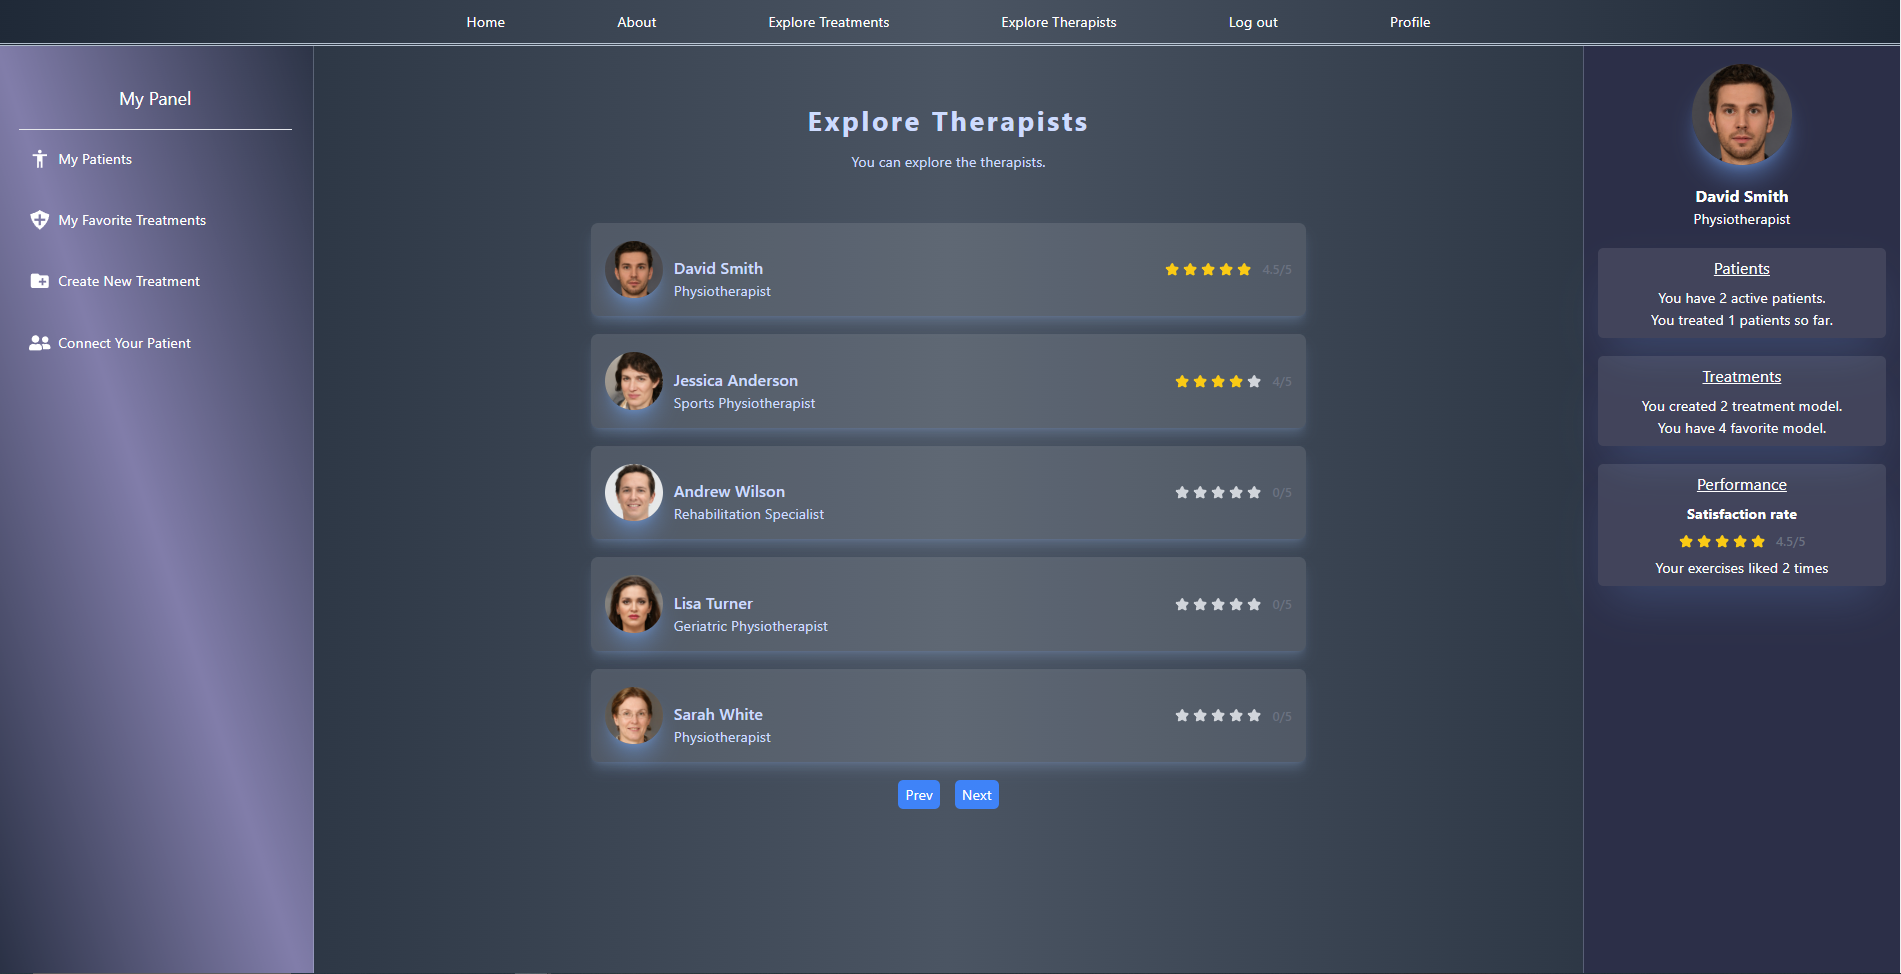 Home
About
Explore Treatments
Explore Therapists
Log out
Profile
My Panel
My Patients
My Favorite Treatments
Create New Treatment
Connect Your Patient
Explore Therapists
You can explore the therapists.
David Smith
Physiotherapist
4.5/5
Jessica Anderson
Sports Physiotherapist
4/5
Andrew Wilson
Rehabilitation Specialist
0/5
Lisa Turner
Geriatric Physiotherapist
0/5
Sarah White
Physiotherapist
0/5
Prev
Next
David Smith
Physiotherapist
Patients
You have 2 active patients.
You treated 1 patients so far.
Treatments
You created 2 treatment model.
You have 4 favorite model.
Performance
Satisfaction rate
4.5/5
Your exercises liked 2 times